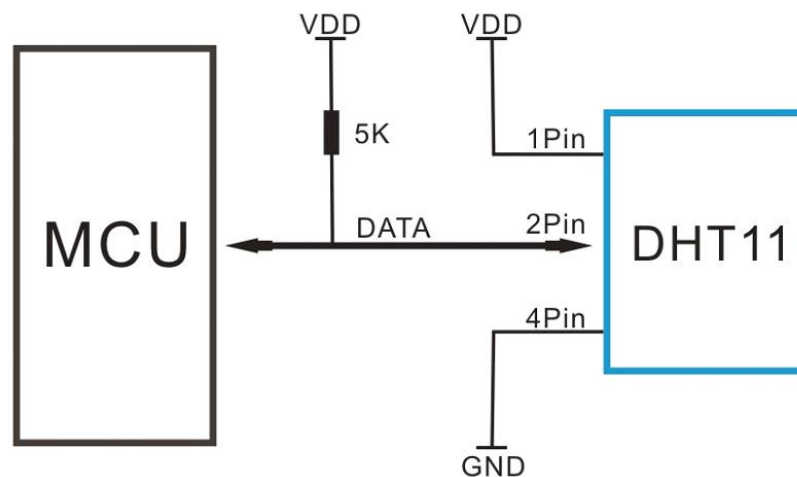 VDD
VDD
5K
1Pin
MCU
DATA
2Pin
DHT11
4Pin
GND